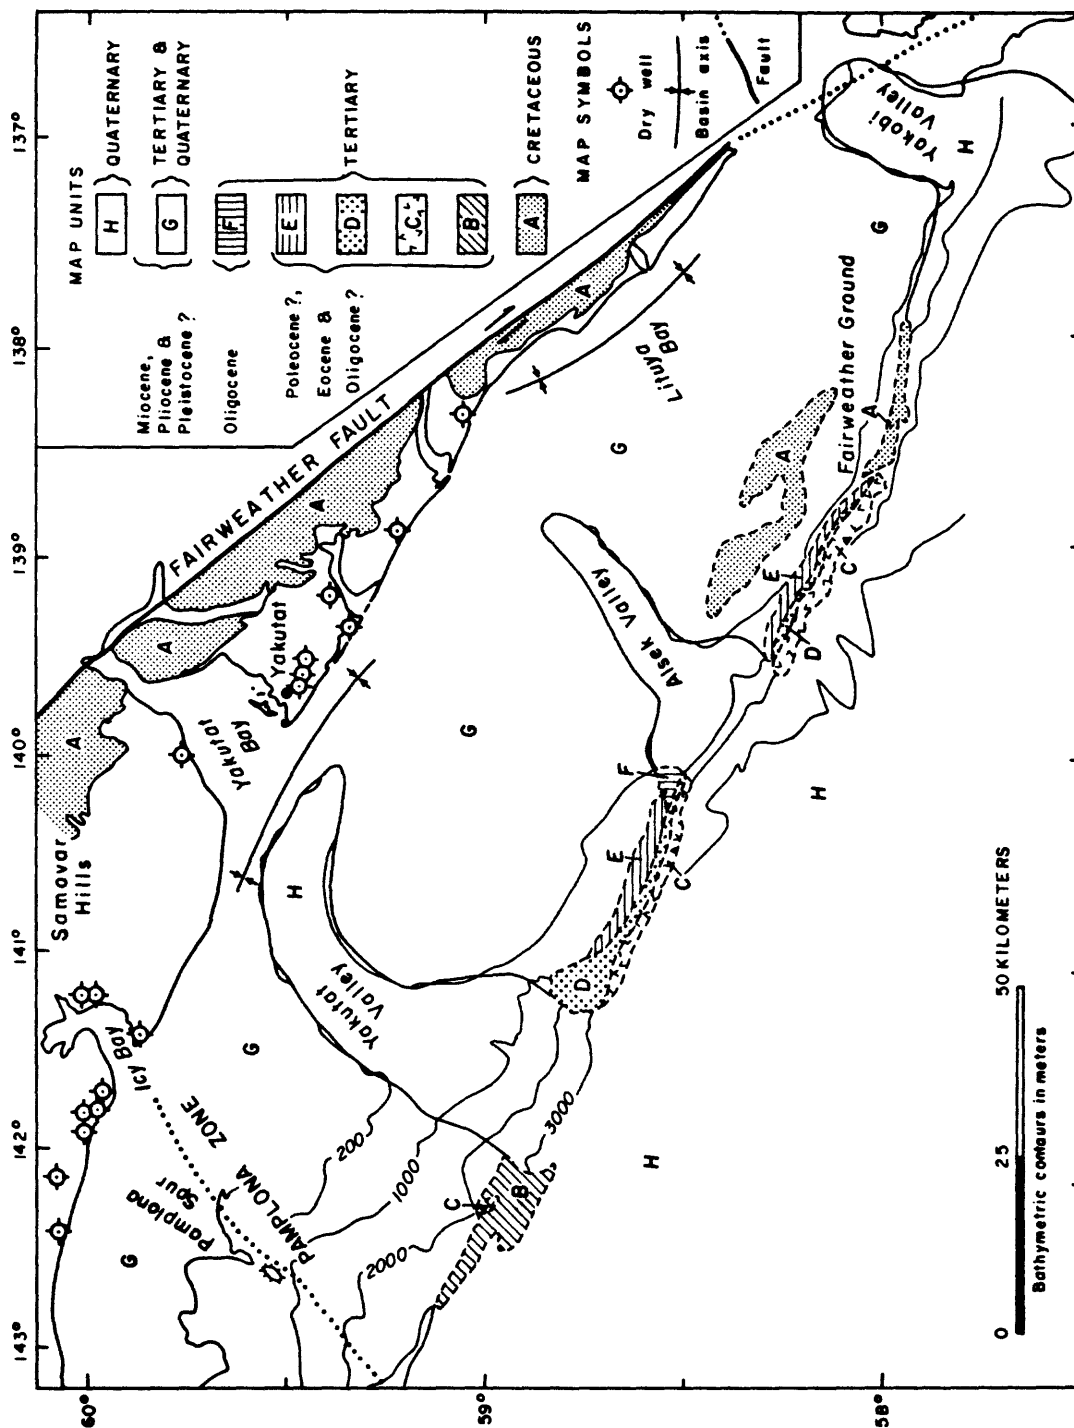 MAP UNITS
H QUATERNARY
G TERTIARY &
QUATERNARY
F
E
D
C
B
TERTIARY
A CRETACEOUS
Miocene,
Pliocene &
Pleistocene ?
Oligocene
Poleocene ?,
Eocene &
Oligocene ?
MAP SYMBOLS
Dry well
Basin axis
Fault
143°
142°
141°
140°
139°
138°
137°
60°
59°
58°
FAIRWEATHER FAULT
Samovar
Hills
A
A
A
A
A
Yakutat
Yakutat
Bay
Icy Bay
Lituya
Bay
PAMPLONA
ZONE
Pamplona
Spur
Yakutat
Valley
Alsek Valley
Yakobi
Valley
Fairweather Ground
G
G
G
G
G
H
H
H
H
A
A
B
C
C
C
D
D
E
E
F
200
1000
2000
3000
0 25 50 KILOMETERS
Bathymetric contours in meters